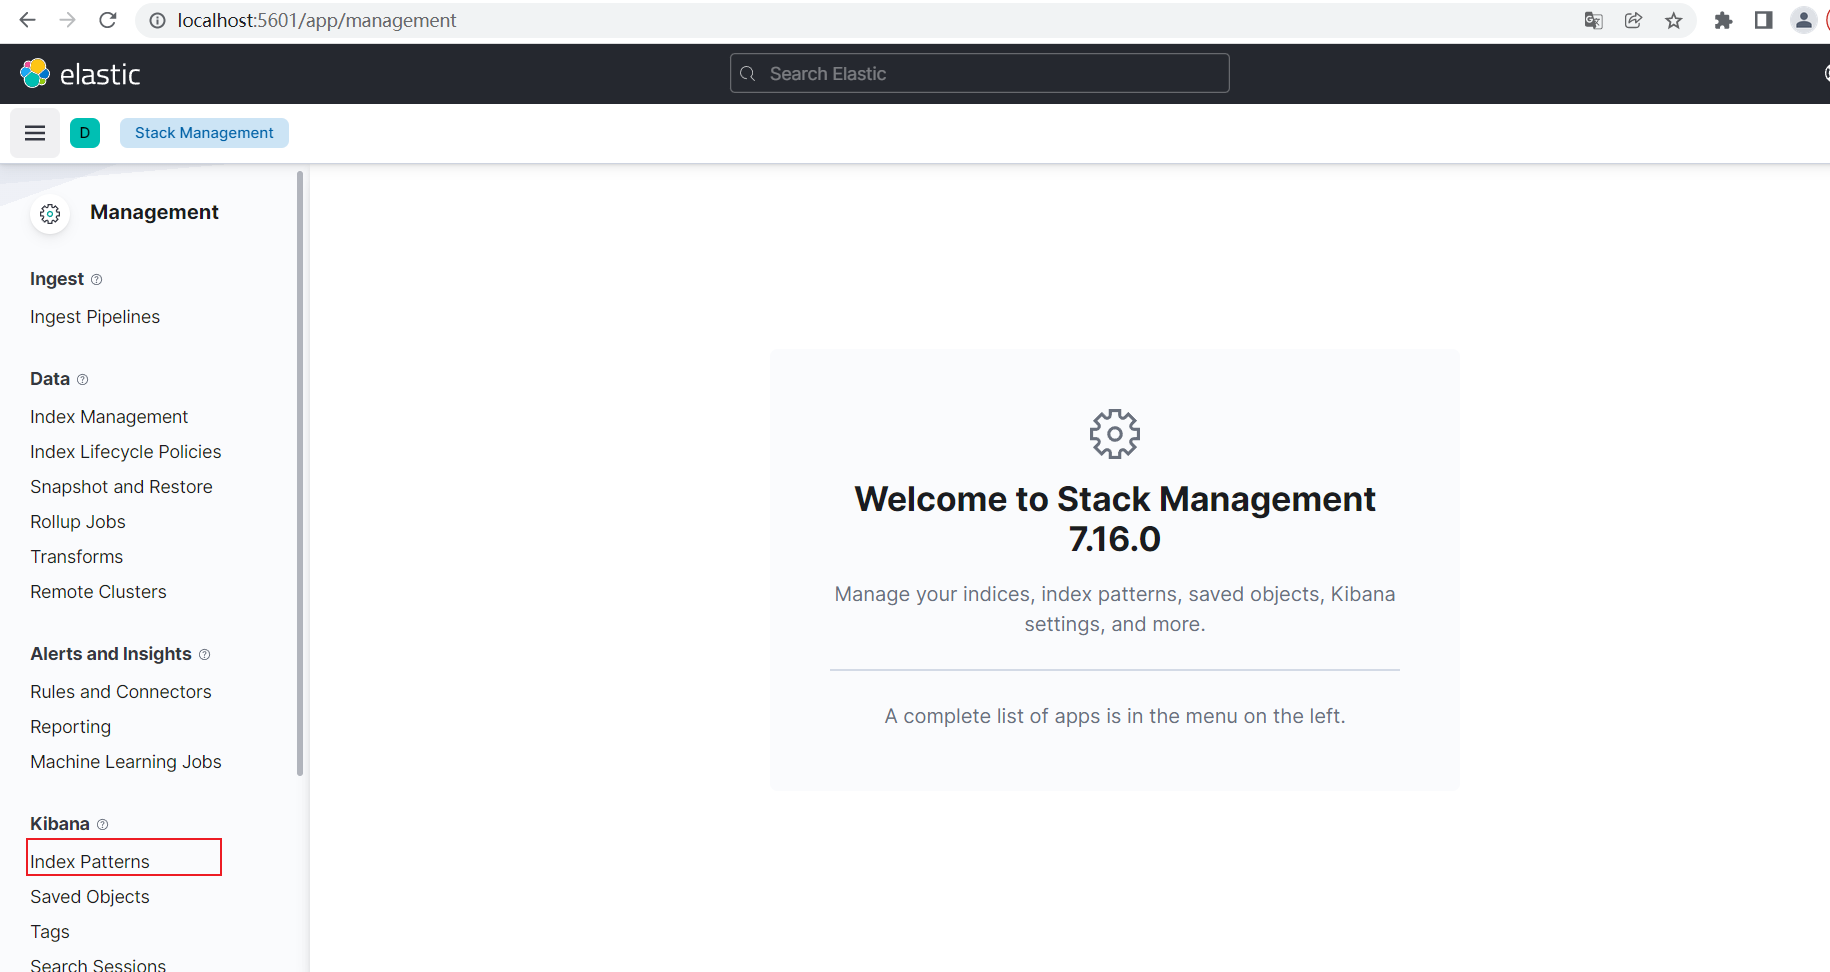 localhost:5601/app/management
elastic
Search Elastic
D
Stack Management
Management
Ingest
Ingest Pipelines
Data
Index Management
Index Lifecycle Policies
Snapshot and Restore
Rollup Jobs
Transforms
Remote Clusters
Alerts and Insights
Rules and Connectors
Reporting
Machine Learning Jobs
Kibana
Index Patterns
Saved Objects
Tags
Search Sessions
Welcome to Stack Management
7.16.0
Manage your indices, index patterns, saved objects, Kibana
settings, and more.
A complete list of apps is in the menu on the left.